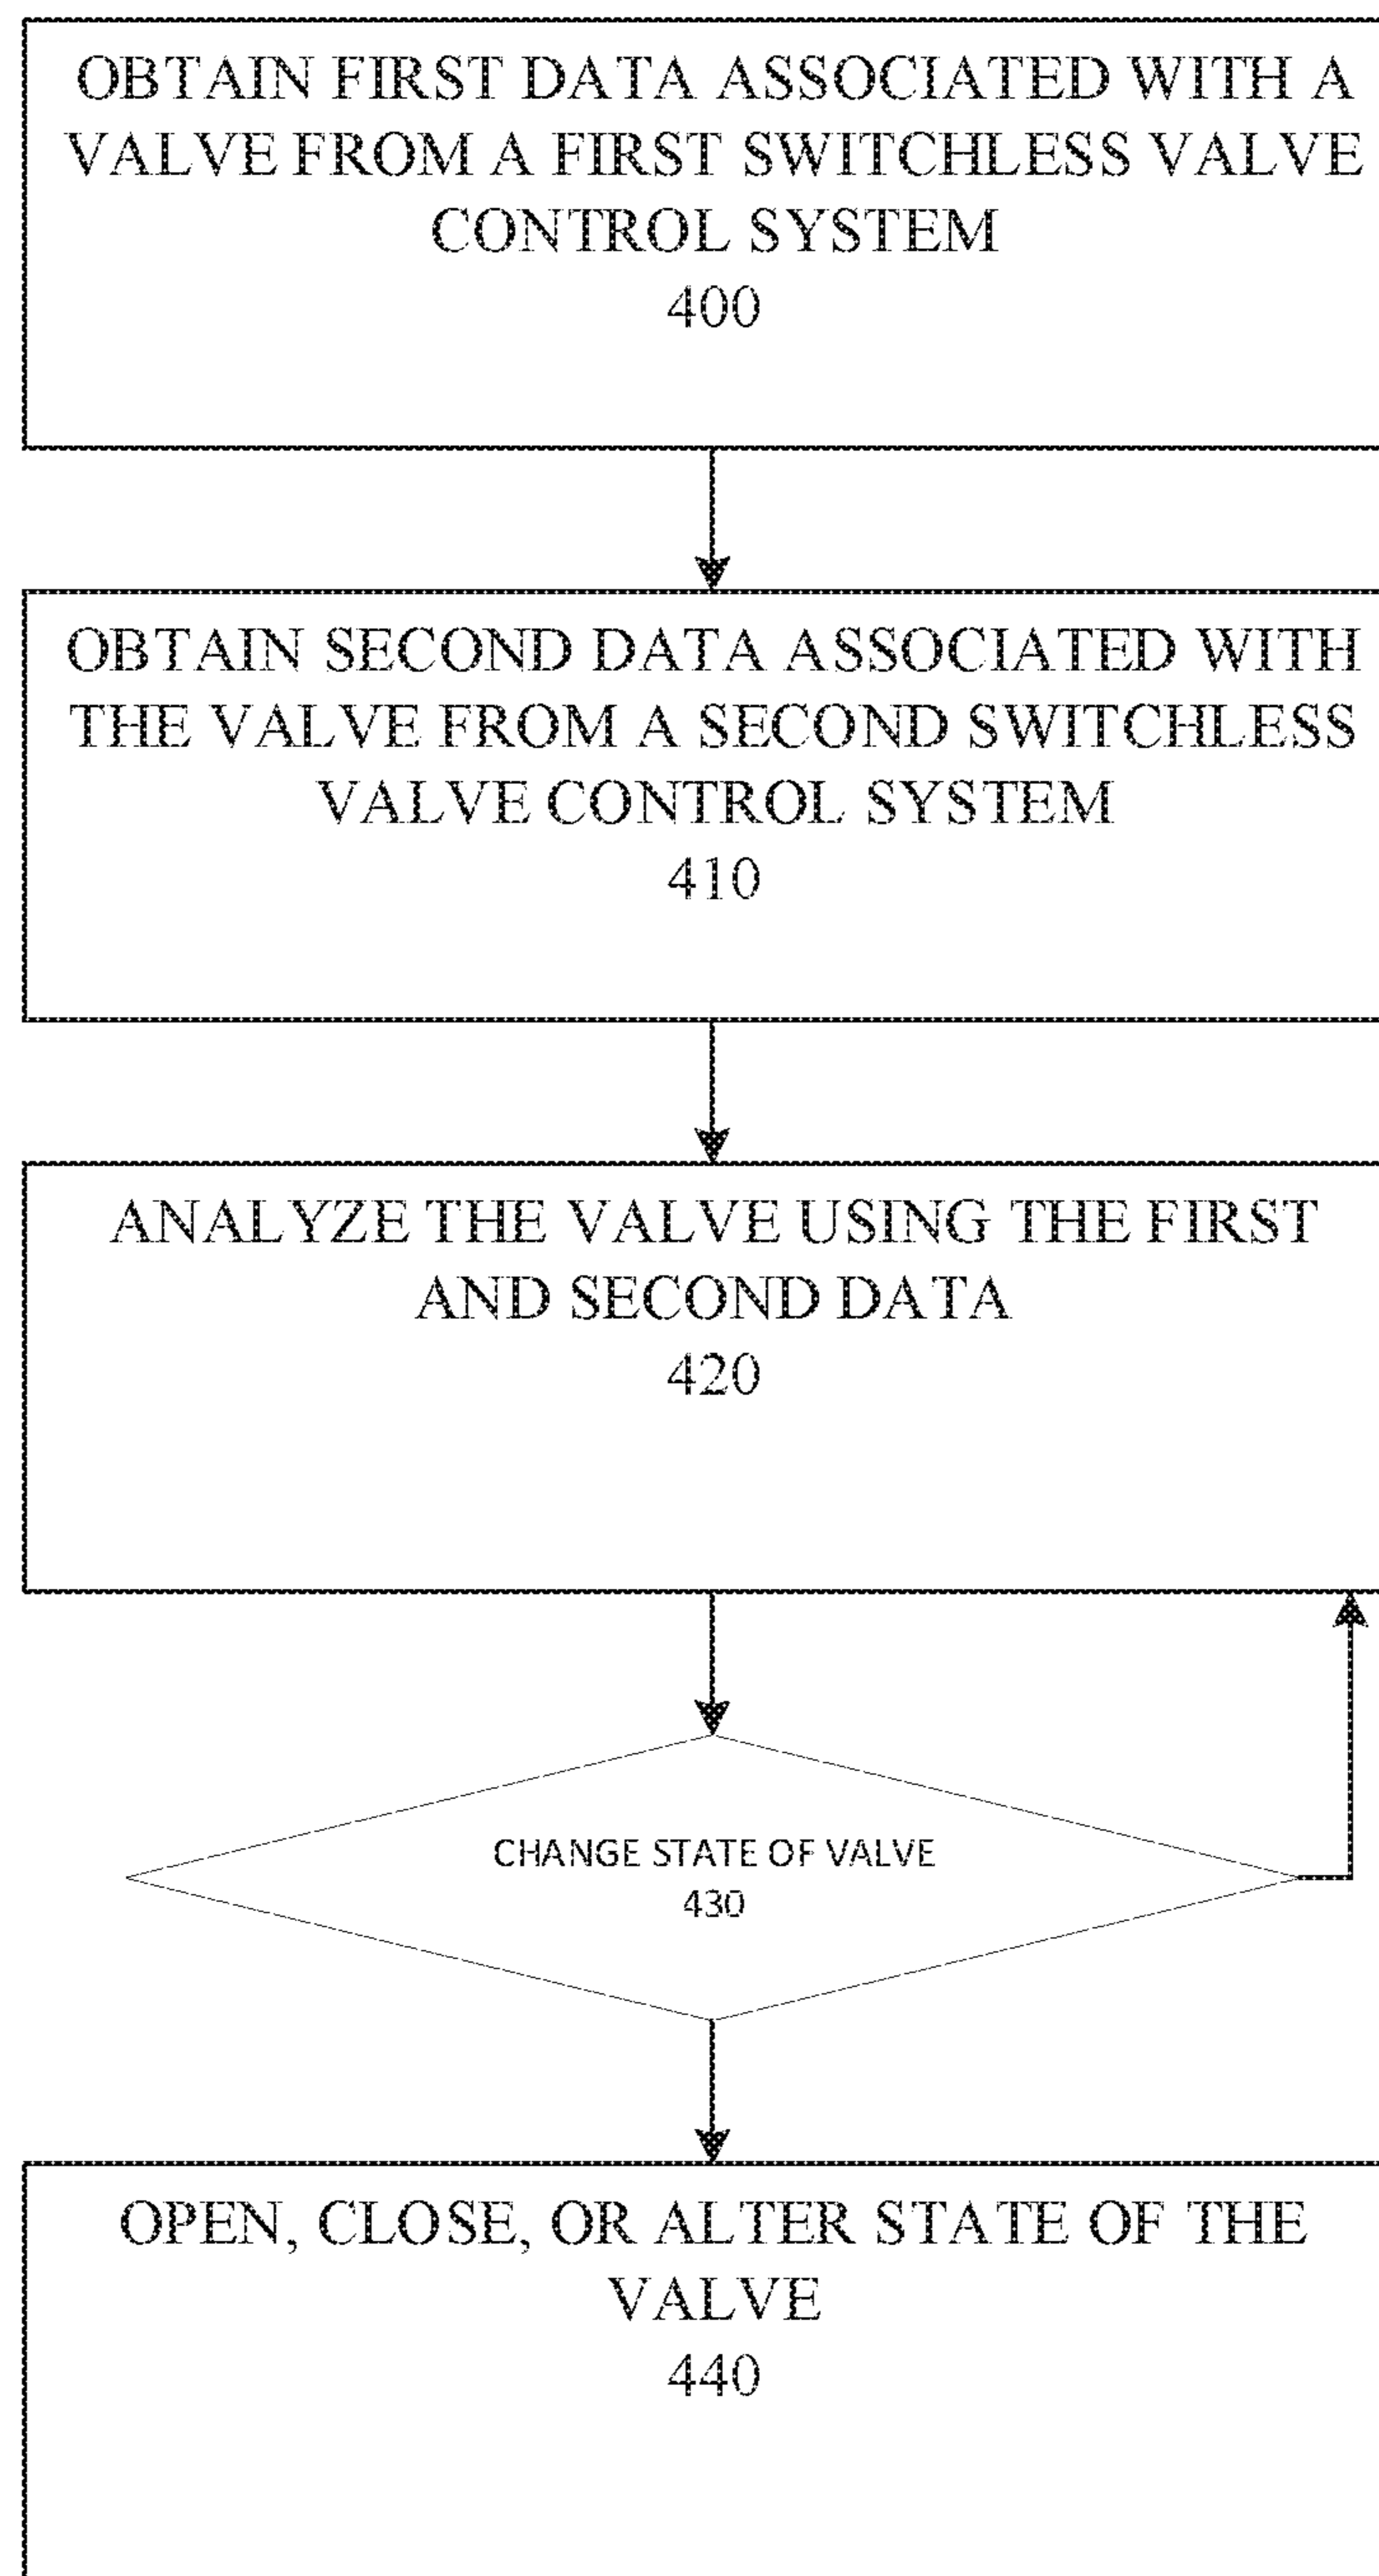 OBTAIN FIRST DATA ASSOCIATED WITH A
VALVE FROM A FIRST SWITCHLESS VALVE
CONTROL SYSTEM
400
OBTAIN SECOND DATA ASSOCIATED WITH
THE VALVE FROM A SECOND SWITCHLESS
VALVE CONTROL SYSTEM
410
ANALYZE THE VALVE USING THE FIRST
AND SECOND DATA
420
CHANGE STATE OF VALVE
430
OPEN, CLOSE, OR ALTER STATE OF THE
VALVE
440